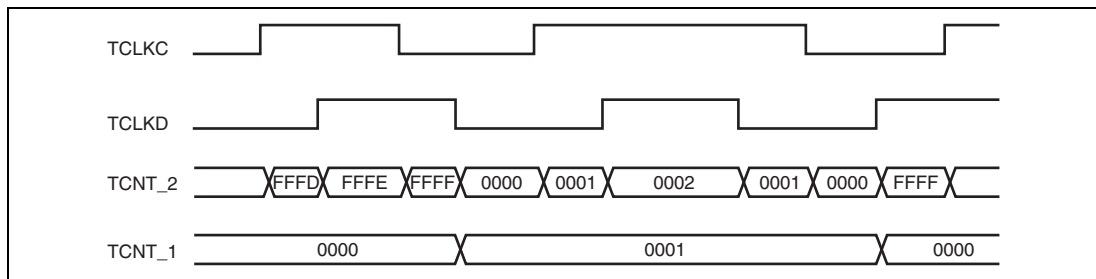 TCLKC
TCLKD
TCNT_2 FFFD FFFE FFFF 0000 0001 0002 0001 0000 FFFF
TCNT_1 0000 0001 0000